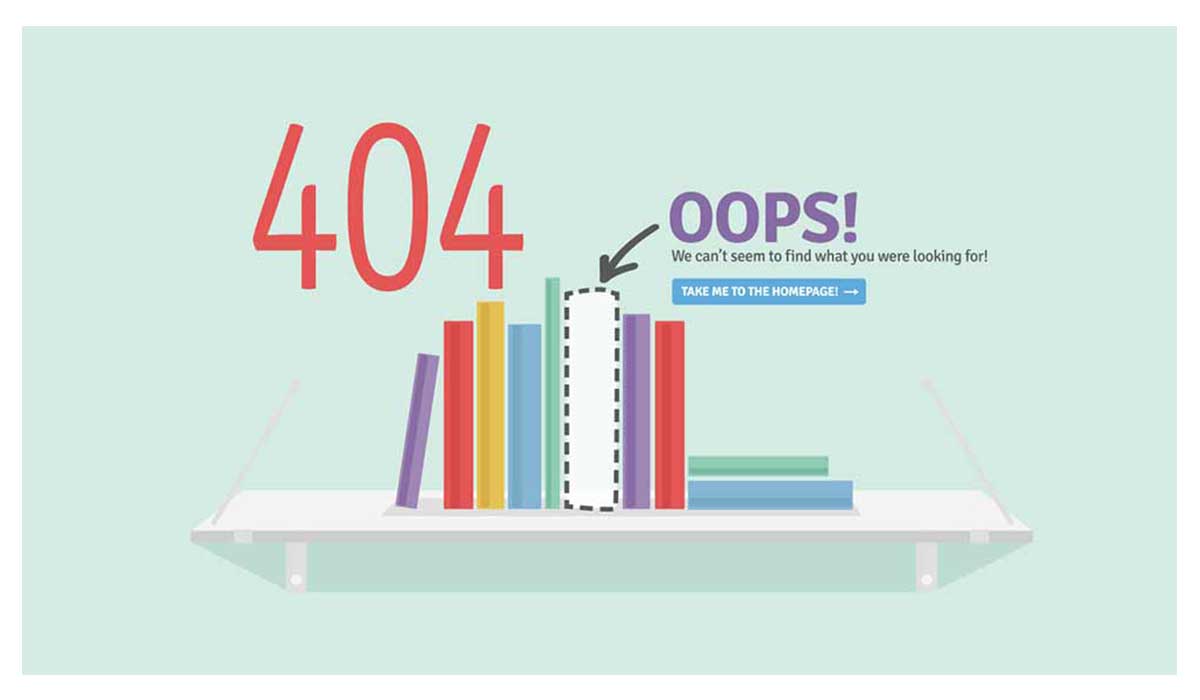 404
OOPS!
We can't seem to find what you were looking for!
TAKE ME TO THE HOMEPAGE! →